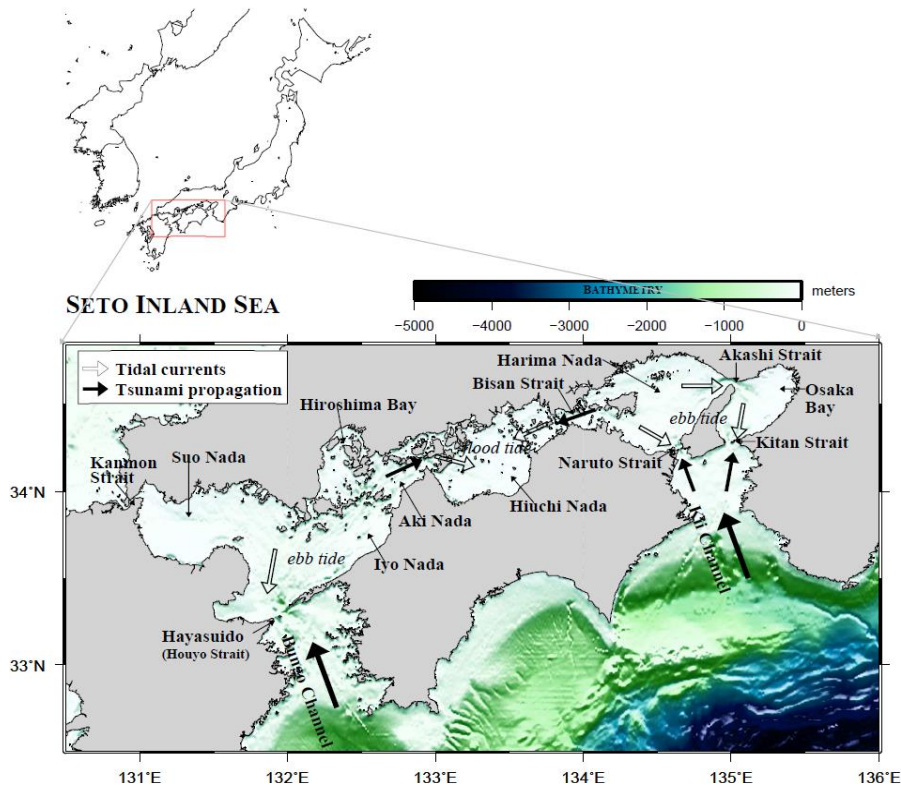 SETO INLAND SEA
BATHYMETRY
meters
−5000 −4000 −3000 −2000 −1000 0
Tidal currents
Tsunami propagation
Harima Nada
Akashi Strait
Bisan Strait
Osaka
Bay
Hiroshima Bay
ebb tide
flood tide
Kitan Strait
Naruto Strait
Kanmon
Strait
Suo Nada
34°N
Hiuchi Nada
Aki Nada
Kii Channel
ebb tide
Iyo Nada
Hayasuido
(Houyo Strait)
Bungo Channel
33°N
131°E 132°E 133°E 134°E 135°E 136°E